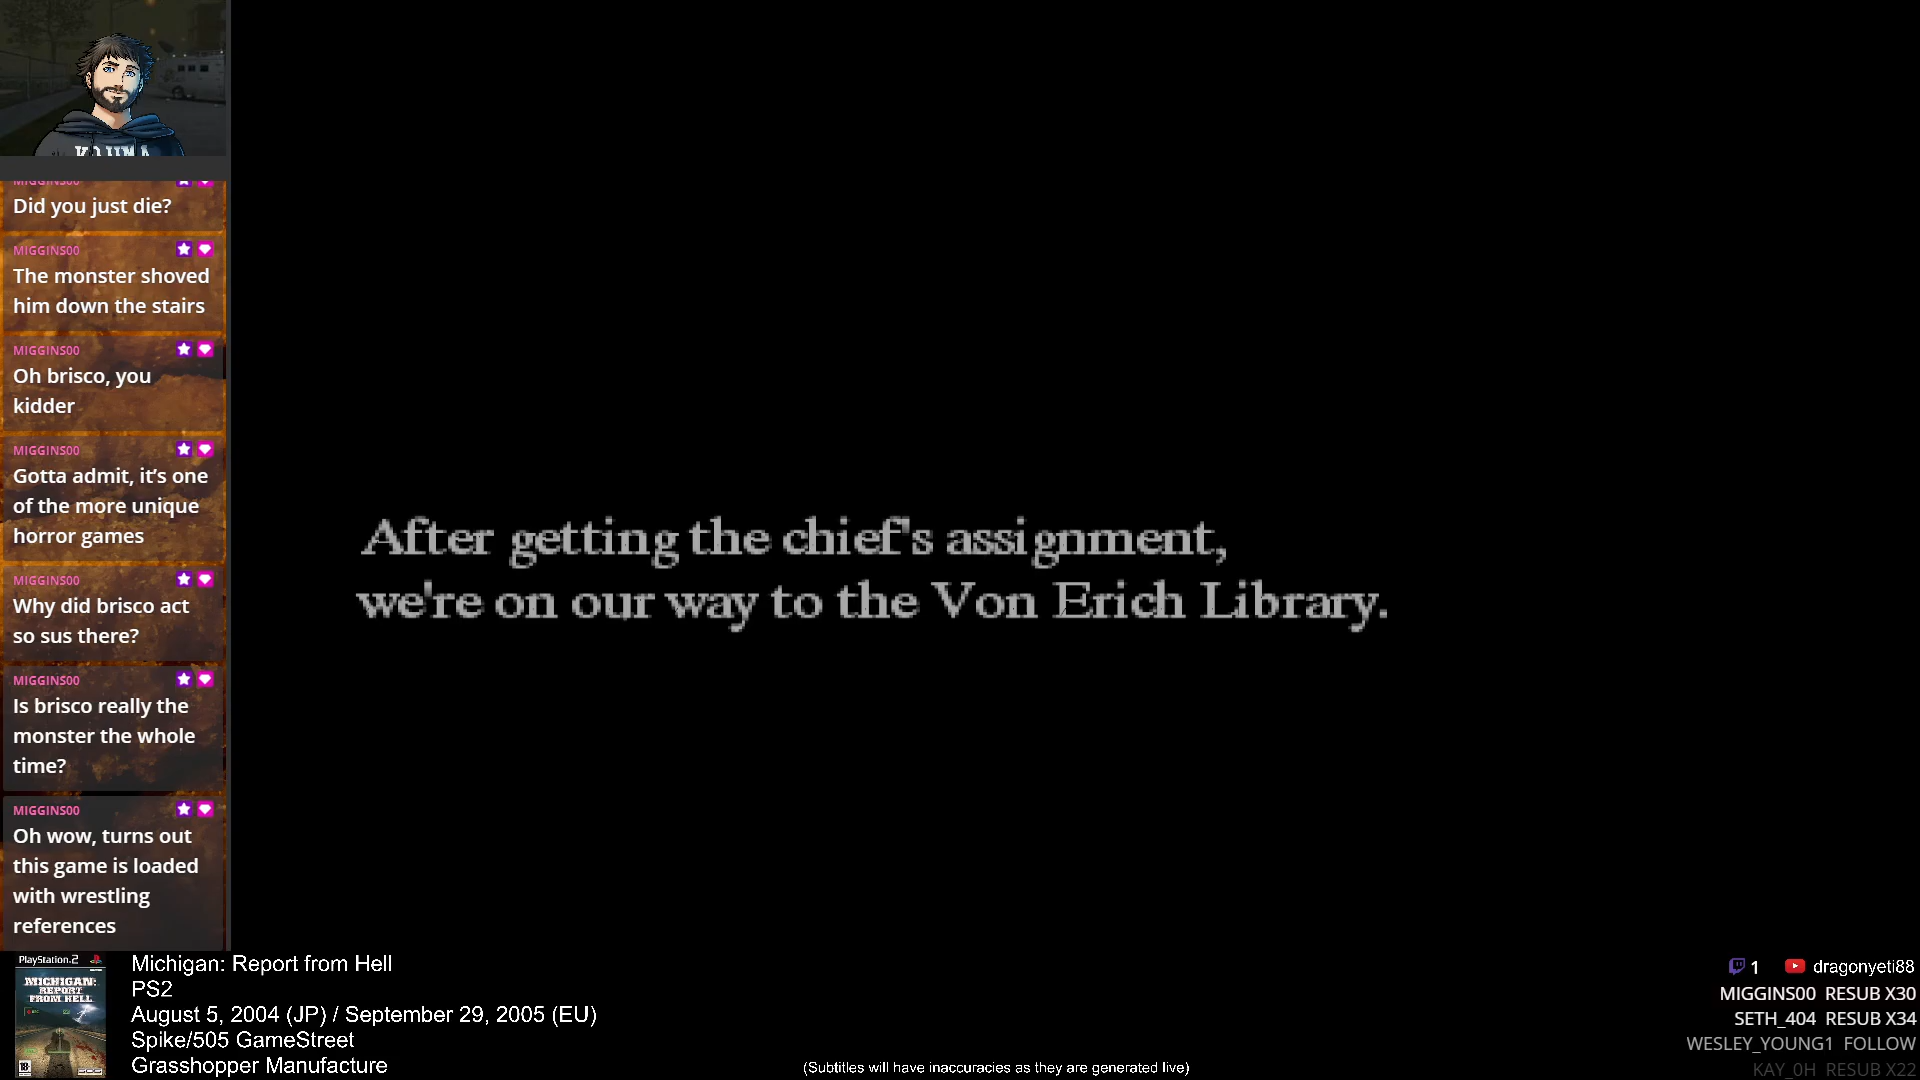 MIGGINS00
Did you just die?
MIGGINS00
The monster shoved
him down the stairs
MIGGINS00
Oh brisco, you
kidder
MIGGINS00
Gotta admit, it’s one
of the more unique
horror games
MIGGINS00
Why did brisco act
so sus there?
MIGGINS00
Is brisco really the
monster the whole
time?
MIGGINS00
Oh wow, turns out
this game is loaded
with wrestling
references
After getting the chief's assignment,
we're on our way to the Von Erich Library.
PlayStation.2
MICHIGAN:
REPORT
FROM HELL
18
Michigan: Report from Hell
PS2
August 5, 2004 (JP) / September 29, 2005 (EU)
Spike/505 GameStreet
Grasshopper Manufacture
(Subtitles will have inaccuracies as they are generated live)
1 dragonyeti88
MIGGINS00 RESUB X30
SETH_404 RESUB X34
WESLEY_YOUNG1 FOLLOW
KAY_0H RESUB X22